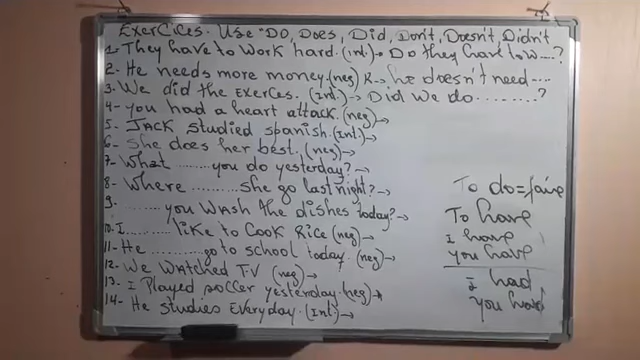 Exercices. Use "DO, Does, Did, Don't, Doesn't, Didn't
1- They have to work hard. (int.) → Do they have to w....?
2. He needs more money. (neg) R → he doesn't need....
3. We did the Exerces. (Int.) → Did we do........?
4- you had a heart attack. (neg) →
5. JACK studied spanish. (int.) →
6- She does her best. (neg) →
7- What .......you do yesterday? →
8- Where .........she go last night? →
9- ........ you wash the dishes today? →
10. I......... like to cook Rice (neg) →
11- He .........go to school today. (neg) →
12- We watched TV (neg) →
13- I Played soccer yesterday. (neg) →
14- He studies Everyday. (Int.) →
To do = faire
To have
I have
you have
I had
you had